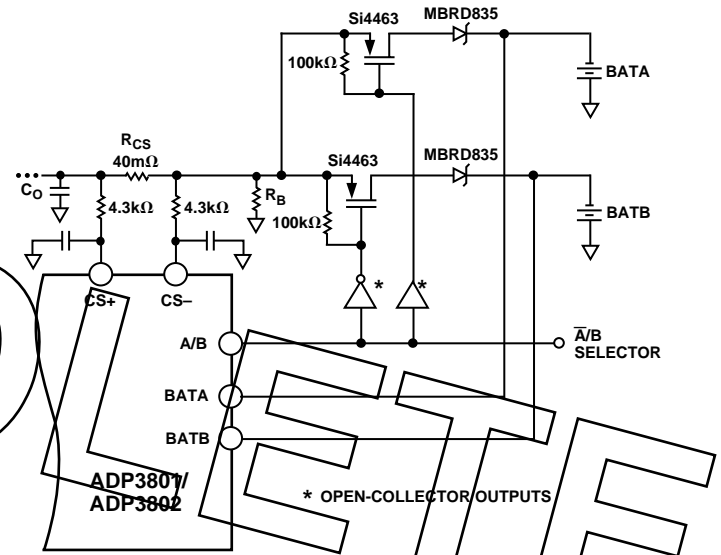 Si4463
MBRD835
100kΩ
BATA
RCS
40mΩ
Si4463
MBRD835
CO
4.3kΩ
4.3kΩ
RB
100kΩ
BATB
*
*
CS+
CS–
A/B
A̅/B
SELECTOR
BATA
BATB
ADP3801/
ADP3802
* OPEN-COLLECTOR OUTPUTS
LETE